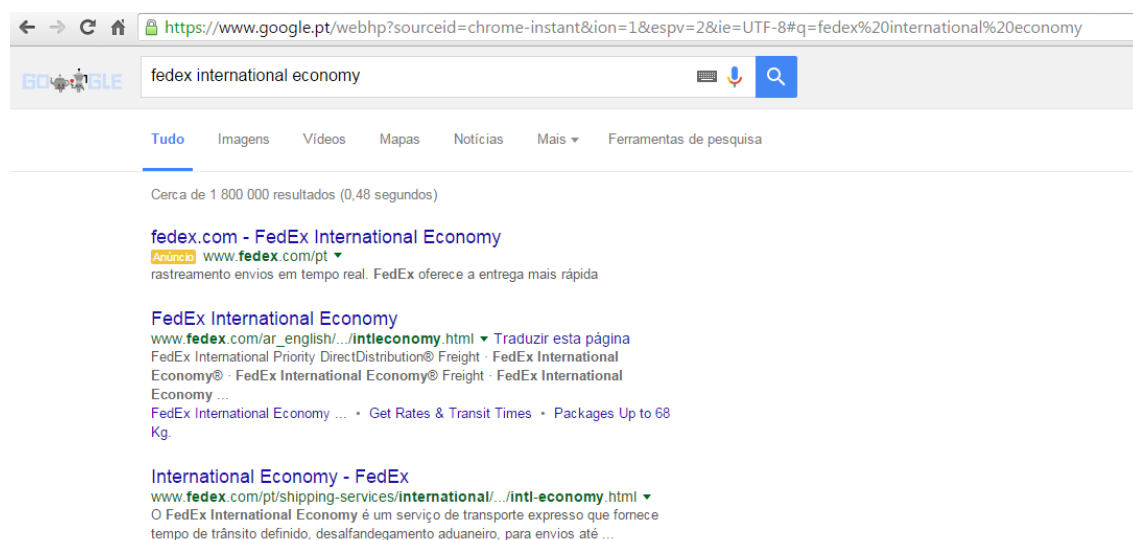 https://www.google.pt/webhp?sourceid=chrome-instant&ion=1&espv=2&ie=UTF-8#q=fedex%20international%20economy
GO GLE
fedex international economy
Tudo Imagens Vídeos Mapas Notícias Mais Ferramentas de pesquisa
Cerca de 1 800 000 resultados (0,48 segundos)
fedex.com - FedEx International Economy
Anúncio www.fedex.com/pt
rastreamento envios em tempo real. FedEx oferece a entrega mais rápida
FedEx International Economy
www.fedex.com/ar_english/.../intleconomy.html Traduzir esta página
FedEx International Priority DirectDistribution® Freight · FedEx International
Economy® · FedEx International Economy® Freight · FedEx International
Economy ...
FedEx International Economy ... • Get Rates & Transit Times • Packages Up to 68
Kg.
International Economy - FedEx
www.fedex.com/pt/shipping-services/international/.../intl-economy.html
O FedEx International Economy é um serviço de transporte expresso que fornece
tempo de trânsito definido, desalfandegamento aduaneiro, para envios até ...